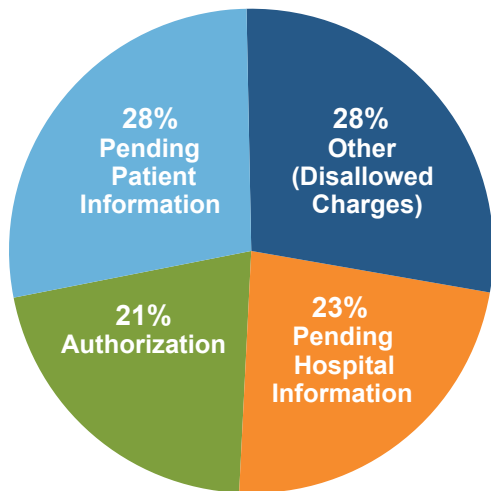 28%
Pending
Patient
Information
28%
Other
(Disallowed
Charges)
21%
Authorization
23%
Pending
Hospital
Information